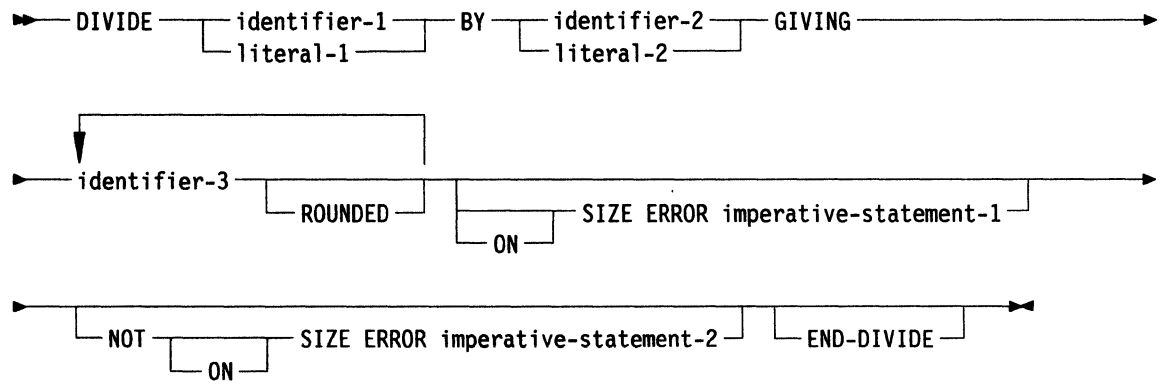 DIVIDE identifier-1 BY identifier-2 GIVING
literal-1 literal-2
identifier-3
ROUNDED SIZE ERROR imperative-statement-1
ON
NOT SIZE ERROR imperative-statement-2 END-DIVIDE
ON